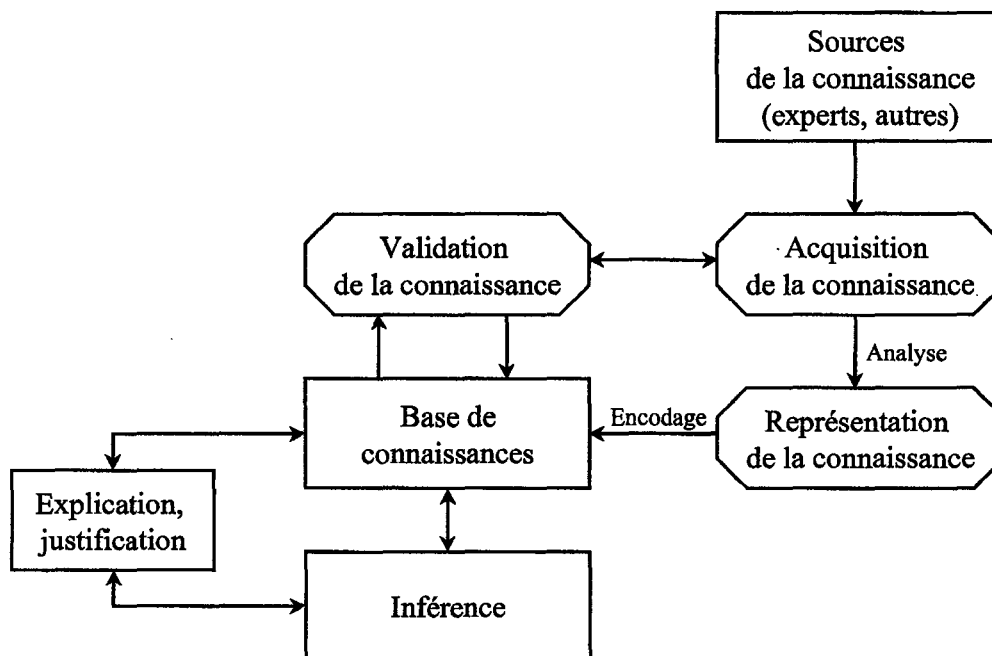 Sources
de la connaissance
(experts, autres)
Validation
de la connaissance
Acquisition
de la connaissance
Analyse
Base de
connaissances
Encodage
Représentation
de la connaissance
Explication,
justification
Inférence